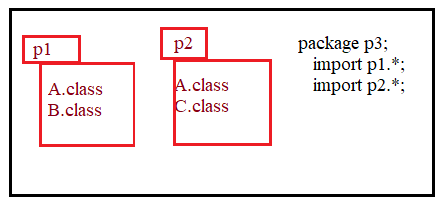 p1
A.class
B.class
p2
A.class
C.class
package p3;
import p1.*;
import p2.*;